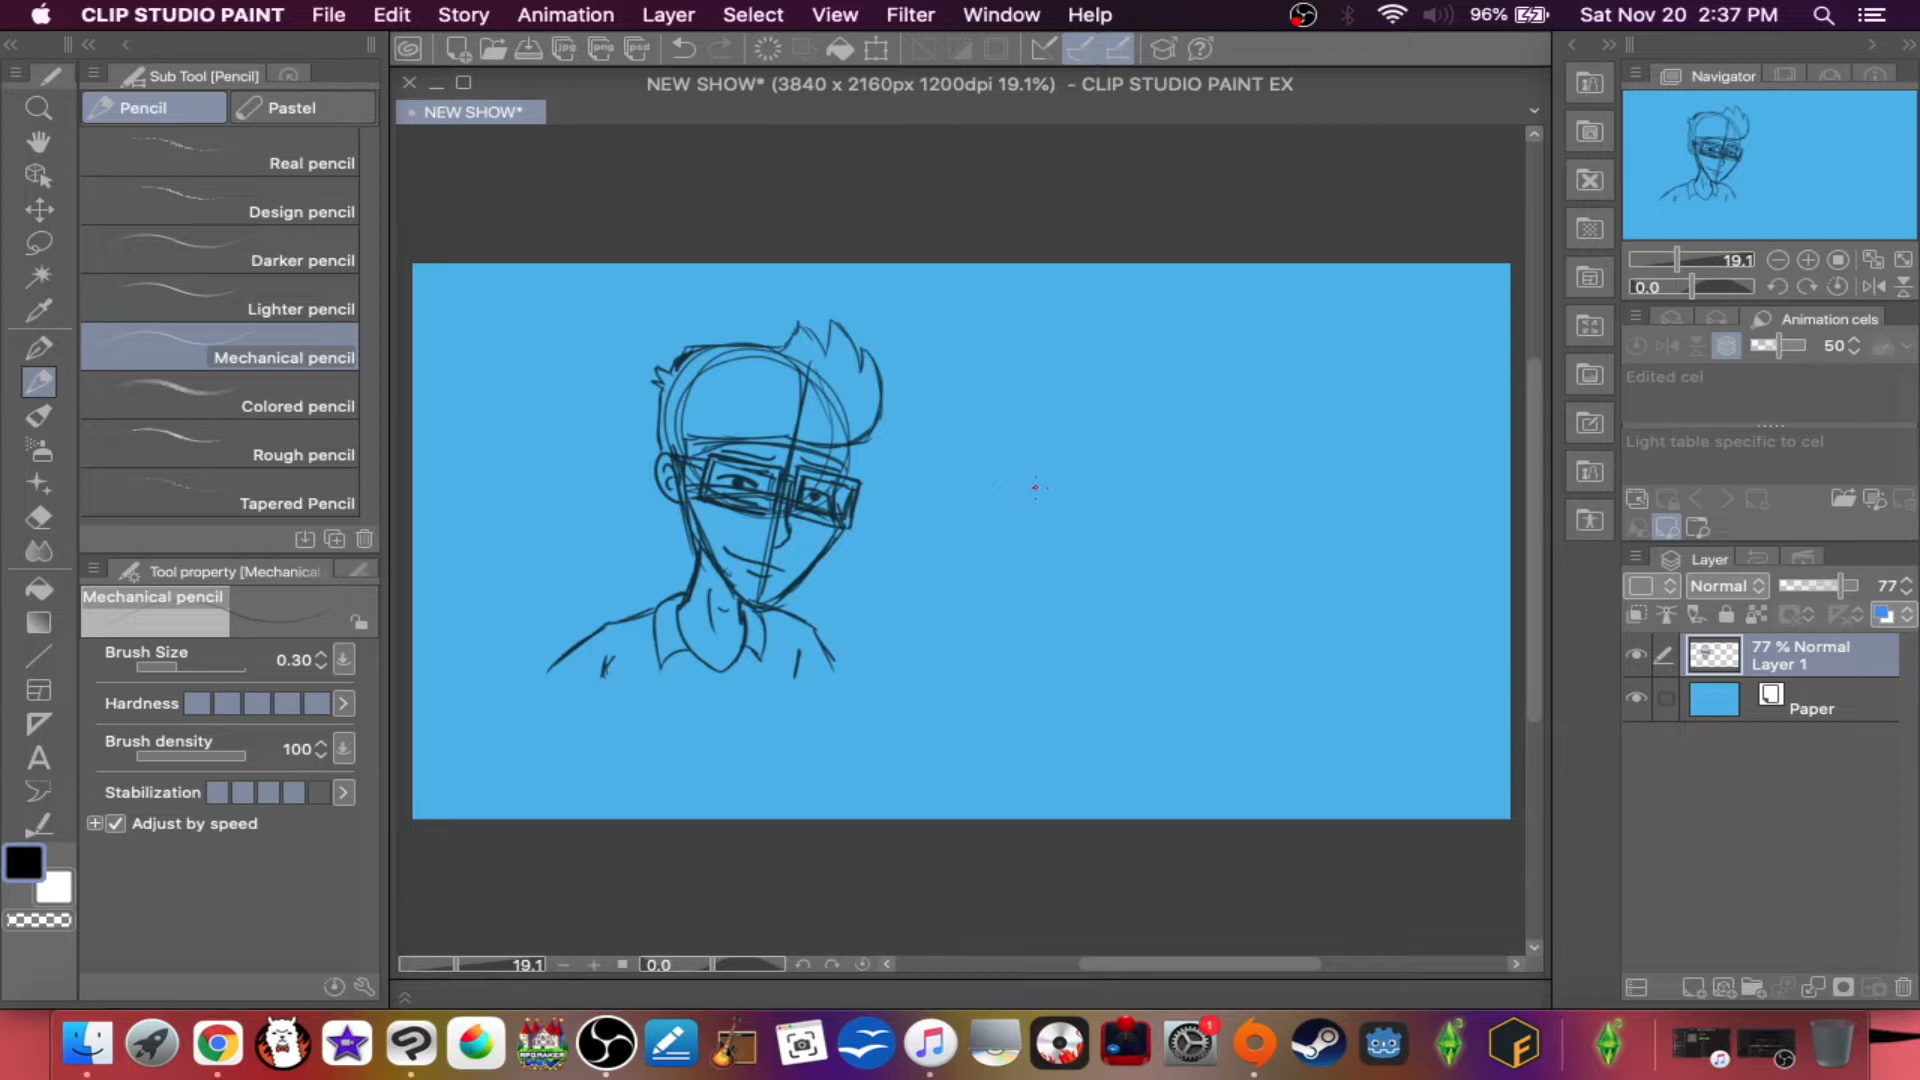 CLIP STUDIO PAINT File Edit Story Animation Layer Select View Filter Window Help 96% Sat Nov 20 2:37 PM
jpg png psd
Sub Tool [Pencil]
Pencil Pastel
Real pencil
Design pencil
Darker pencil
Lighter pencil
Mechanical pencil
Colored pencil
Rough pencil
Tapered Pencil
Tool property [Mechanical
Mechanical pencil
Brush Size 0.30
Hardness
Brush density 100
Stabilization
Adjust by speed
NEW SHOW* (3840 x 2160px 1200dpi 19.1%) - CLIP STUDIO PAINT EX
NEW SHOW*
19.1 0.0
Navigator
19.1
0.0
Animation cels
50
Edited cel
Light table specific to cel
Layer
Normal 77
77 % Normal
Layer 1
Paper
RPGMAKER
1
F